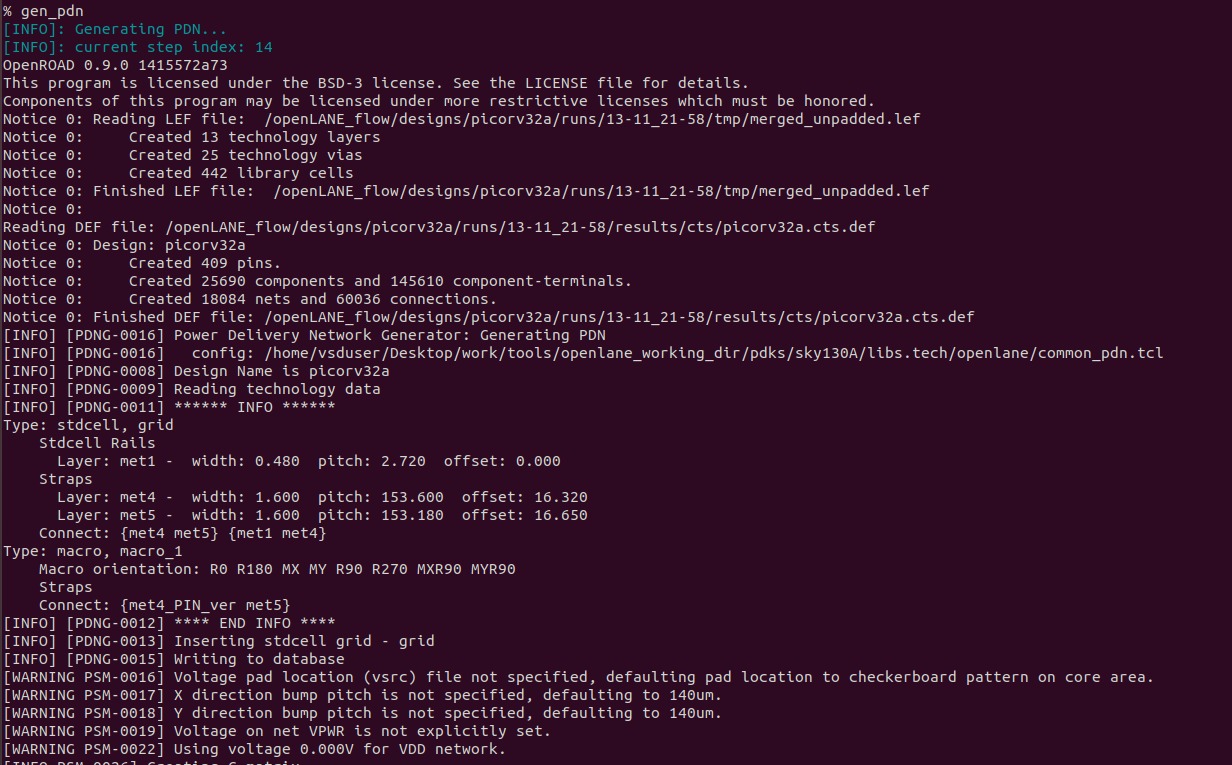 % gen_pdn
[INFO]: Generating PDN...
[INFO]: current step index: 14
OpenROAD 0.9.0 1415572a73
This program is licensed under the BSD-3 license. See the LICENSE file for details.
Components of this program may be licensed under more restrictive licenses which must be honored.
Notice 0: Reading LEF file:  /openLANE_flow/designs/picorv32a/runs/13-11_21-58/tmp/merged_unpadded.lef
Notice 0:     Created 13 technology layers
Notice 0:     Created 25 technology vias
Notice 0:     Created 442 library cells
Notice 0: Finished LEF file:  /openLANE_flow/designs/picorv32a/runs/13-11_21-58/tmp/merged_unpadded.lef
Notice 0:
Reading DEF file: /openLANE_flow/designs/picorv32a/runs/13-11_21-58/results/cts/picorv32a.cts.def
Notice 0: Design: picorv32a
Notice 0:     Created 409 pins.
Notice 0:     Created 25690 components and 145610 component-terminals.
Notice 0:     Created 18084 nets and 60036 connections.
Notice 0: Finished DEF file: /openLANE_flow/designs/picorv32a/runs/13-11_21-58/results/cts/picorv32a.cts.def
[INFO] [PDNG-0016] Power Delivery Network Generator: Generating PDN
[INFO] [PDNG-0016]   config: /home/vsduser/Desktop/work/tools/openlane_working_dir/pdks/sky130A/libs.tech/openlane/common_pdn.tcl
[INFO] [PDNG-0008] Design Name is picorv32a
[INFO] [PDNG-0009] Reading technology data
[INFO] [PDNG-0011] ****** INFO ******
Type: stdcell, grid
    Stdcell Rails
      Layer: met1 -  width: 0.480  pitch: 2.720  offset: 0.000
    Straps
      Layer: met4 -  width: 1.600  pitch: 153.600  offset: 16.320
      Layer: met5 -  width: 1.600  pitch: 153.180  offset: 16.650
    Connect: {met4 met5} {met1 met4}
Type: macro, macro_1
    Macro orientation: R0 R180 MX MY R90 R270 MXR90 MYR90
    Straps
    Connect: {met4_PIN_ver met5}
[INFO] [PDNG-0012] **** END INFO ****
[INFO] [PDNG-0013] Inserting stdcell grid - grid
[INFO] [PDNG-0015] Writing to database
[WARNING PSM-0016] Voltage pad location (vsrc) file not specified, defaulting pad location to checkerboard pattern on core area.
[WARNING PSM-0017] X direction bump pitch is not specified, defaulting to 140um.
[WARNING PSM-0018] Y direction bump pitch is not specified, defaulting to 140um.
[WARNING PSM-0019] Voltage on net VPWR is not explicitly set.
[WARNING PSM-0022] Using voltage 0.000V for VDD network.